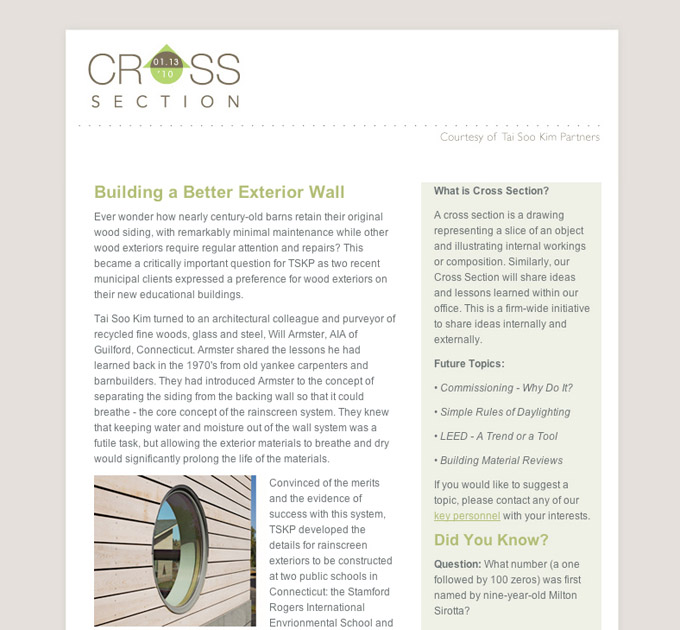 CROSS
01.13
'10
SECTION
Courtesy of Tai Soo Kim Partners
Building a Better Exterior Wall
Ever wonder how nearly century-old barns retain their original
wood siding, with remarkably minimal maintenance while other
wood exteriors require regular attention and repairs? This
became a critically important question for TSKP as two recent
municipal clients expressed a preference for wood exteriors on
their new educational buildings.
Tai Soo Kim turned to an architectural colleague and purveyor of
recycled fine woods, glass and steel, Will Armster, AIA of
Guilford, Connecticut. Armster shared the lessons he had
learned back in the 1970's from old yankee carpenters and
barnbuilders. They had introduced Armster to the concept of
separating the siding from the backing wall so that it could
breathe - the core concept of the rainscreen system. They knew
that keeping water and moisture out of the wall system was a
futile task, but allowing the exterior materials to breathe and dry
would significantly prolong the life of the materials.
Convinced of the merits
and the evidence of
success with this system,
TSKP developed the
details for rainscreen
exteriors to be constructed
at two public schools in
Connecticut: the Stamford
Rogers International
Envrionmental School and
What is Cross Section?
A cross section is a drawing
representing a slice of an object
and illustrating internal workings
or composition. Similarly, our
Cross Section will share ideas
and lessons learned within our
office. This is a firm-wide initiative
to share ideas internally and
externally.
Future Topics:
• Commissioning - Why Do It?
• Simple Rules of Daylighting
• LEED - A Trend or a Tool
• Building Material Reviews
If you would like to suggest a
topic, please contact any of our
key personnel with your interests.
Did You Know?
Question: What number (a one
followed by 100 zeros) was first
named by nine-year-old Milton
Sirotta?